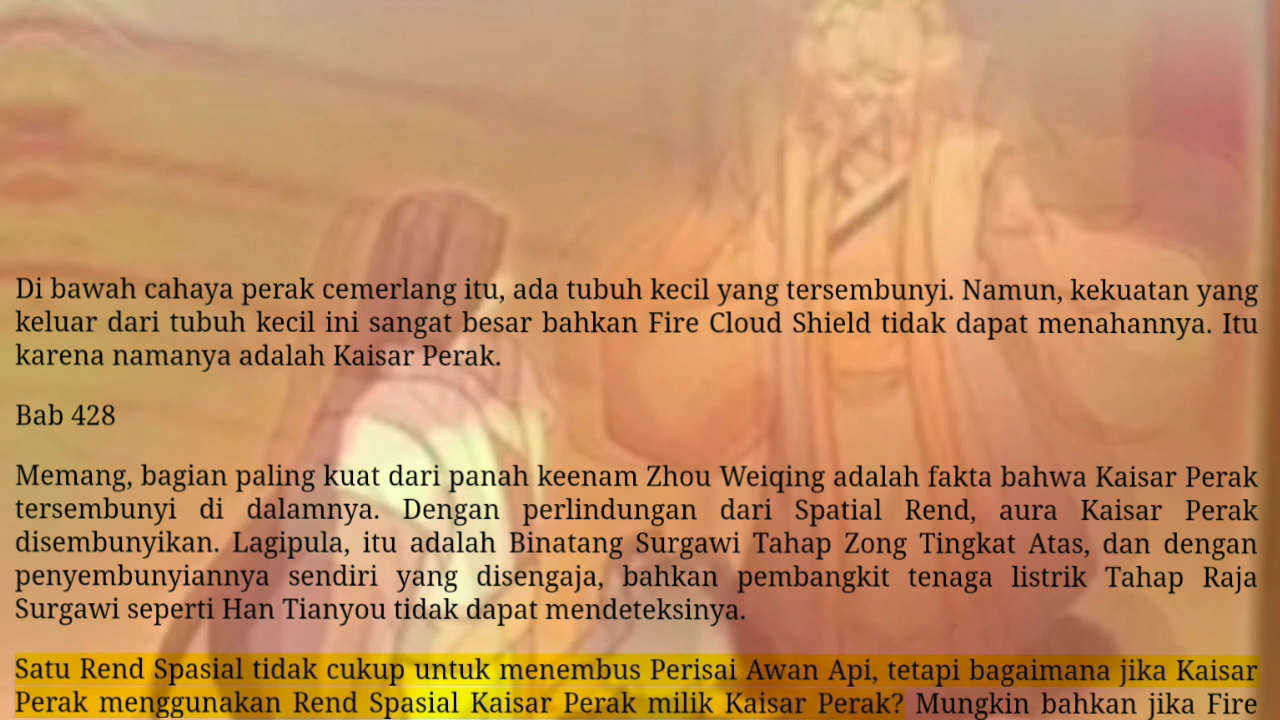 Di bawah cahaya perak cemerlang itu, ada tubuh kecil yang tersembunyi. Namun, kekuatan yang
keluar dari tubuh kecil ini sangat besar bahkan Fire Cloud Shield tidak dapat menahannya. Itu
karena namanya adalah Kaisar Perak.
Bab 428
Memang, bagian paling kuat dari panah keenam Zhou Weiqing adalah fakta bahwa Kaisar Perak
tersembunyi di dalamnya. Dengan perlindungan dari Spatial Rend, aura Kaisar Perak
disembunyikan. Lagipula, itu adalah Binatang Surgawi Tahap Zong Tingkat Atas, dan dengan
penyembunyiannya sendiri yang disengaja, bahkan pembangkit tenaga listrik Tahap Raja
Surgawi seperti Han Tianyou tidak dapat mendeteksinya.
Satu Rend Spasial tidak cukup untuk menembus Perisai Awan Api, tetapi bagaimana jika Kaisar
Perak menggunakan Rend Spasial Kaisar Perak milik Kaisar Perak? Mungkin bahkan jika Fire